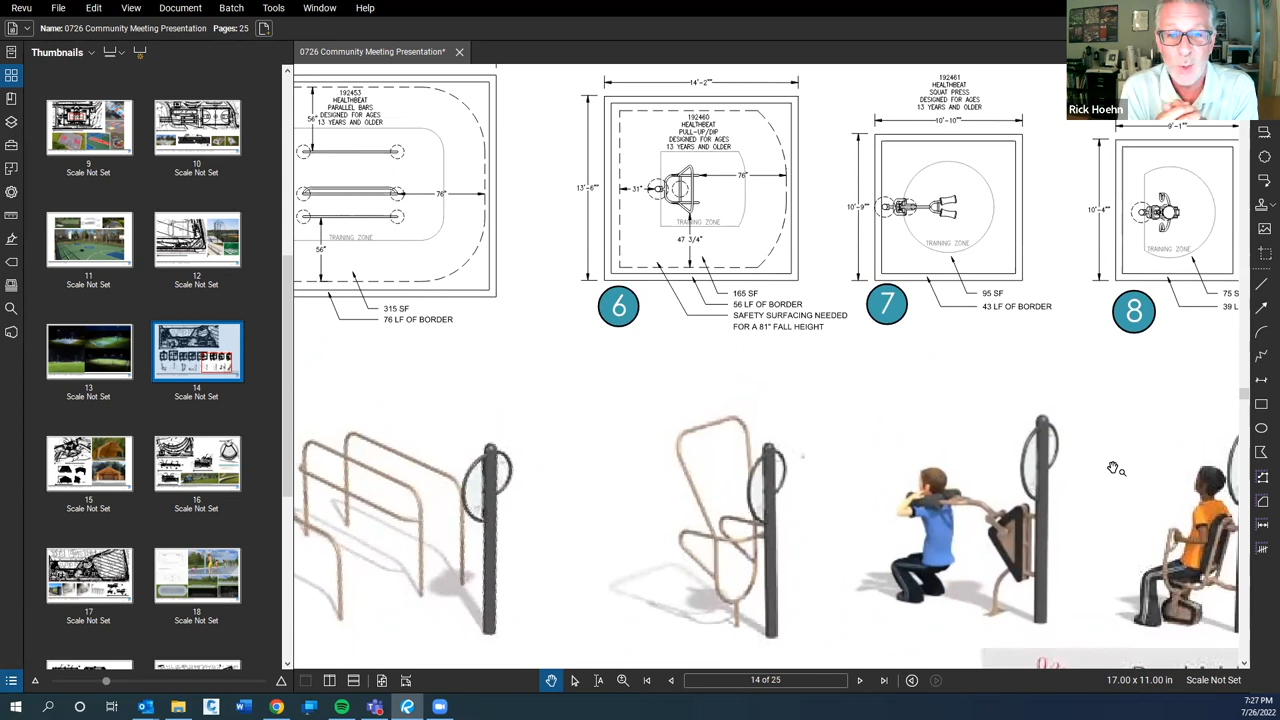 Revu File Edit View Document Batch Tools Window Help
Name: 0726 Community Meeting Presentation Pages: 25
Thumbnails
0726 Community Meeting Presentation*
Rick Hoehn
9
Scale Not Set
10
Scale Not Set
11
Scale Not Set
12
Scale Not Set
13
Scale Not Set
14
Scale Not Set
15
Scale Not Set
16
Scale Not Set
17
Scale Not Set
18
Scale Not Set
192453
HEALTHBEAT
PARALLEL BARS
DESIGNED FOR AGES
13 YEARS AND OLDER
56"
76"
56"
TRAINING ZONE
315 SF
76 LF OF BORDER
14'-2"
13'-6"
192460
HEALTHBEAT
PULL-UP/DIP
DESIGNED FOR AGES
13 YEARS AND OLDER
31"
76"
TRAINING ZONE
47 3/4"
6
165 SF
56 LF OF BORDER
SAFETY SURFACING NEEDED
FOR A 81" FALL HEIGHT
192461
HEALTHBEAT
SQUAT PRESS
DESIGNED FOR AGES
13 YEARS AND OLDER
10'-10"
10'-9"
TRAINING ZONE
7
95 SF
43 LF OF BORDER
9'-1"
10'-4"
TRAINING ZONE
8
75 S
39 L
14 of 25
17.00 x 11.00 in
Scale Not Set
7:27 PM
7/26/2022